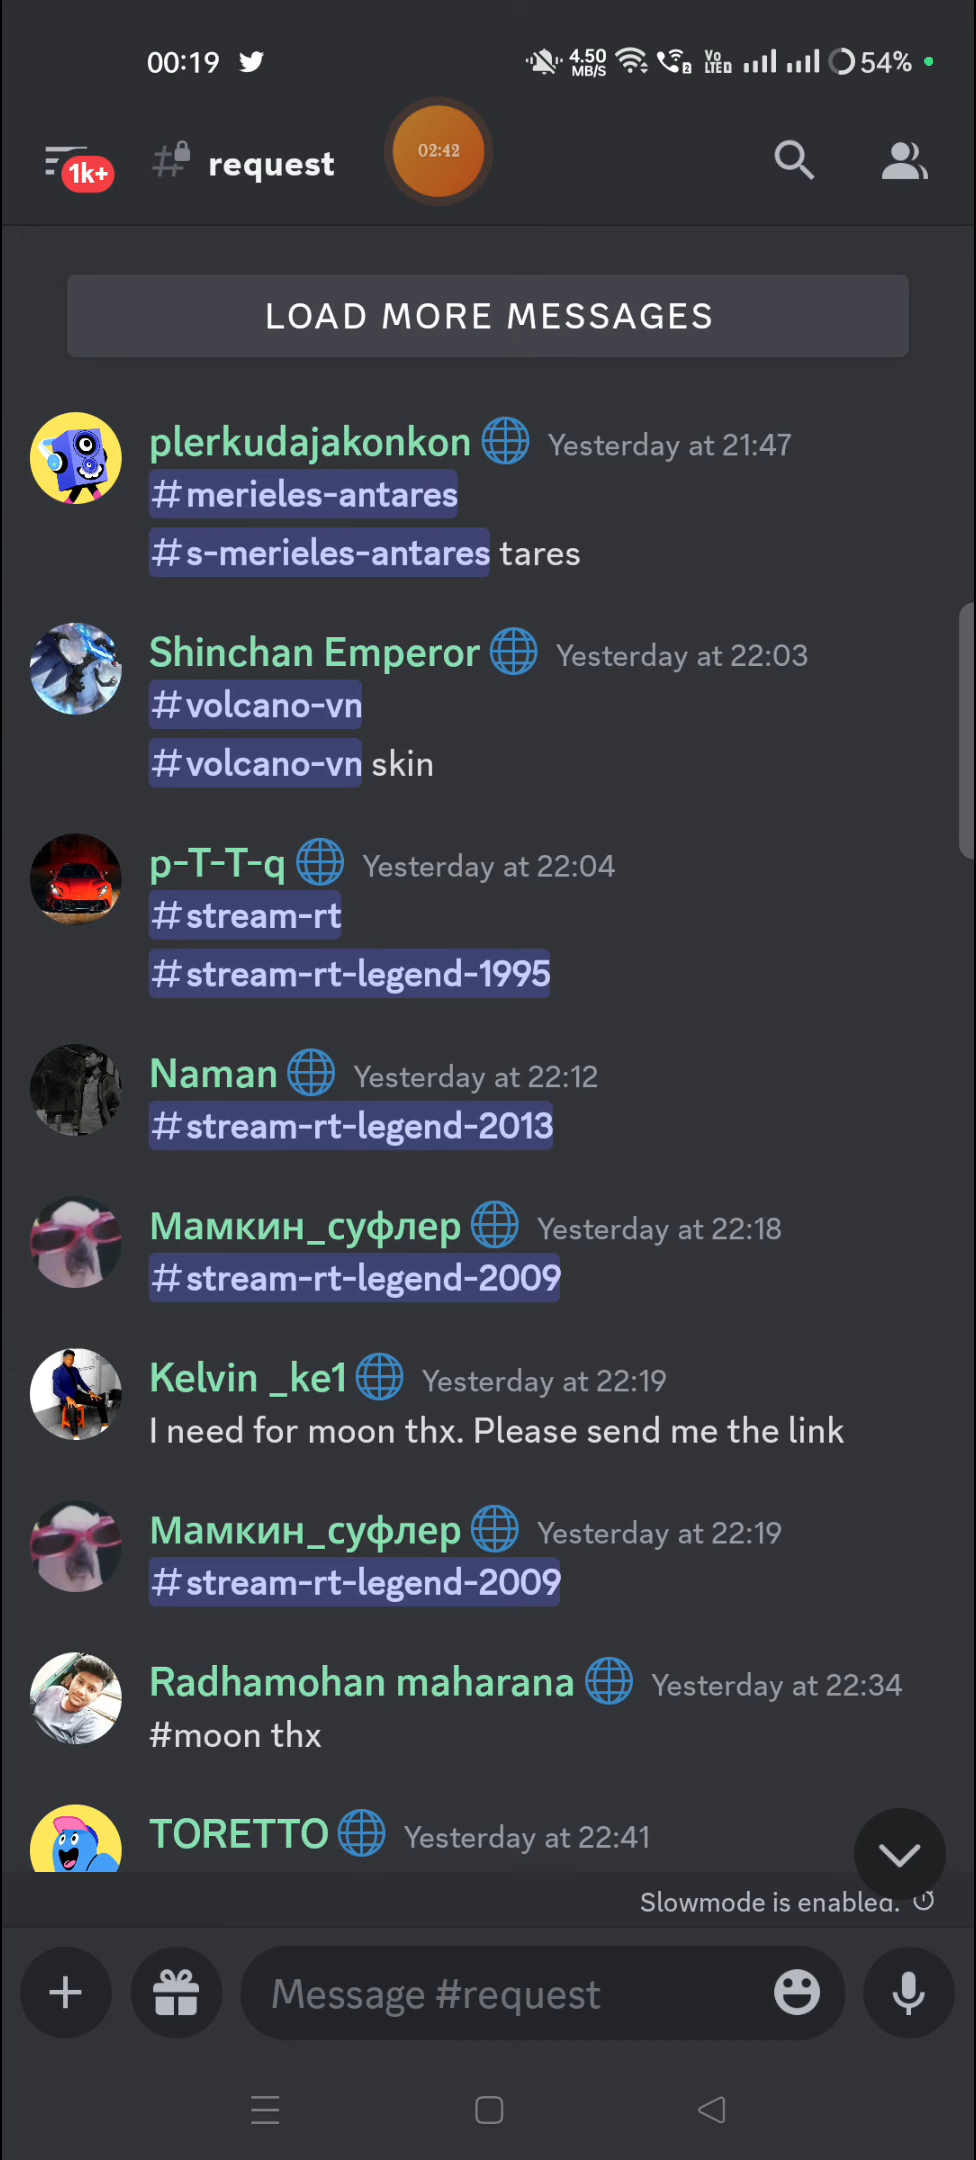 00:19
4.50 MB/S
2
Vo LTED
54%
1k+
request
02:42
LOAD MORE MESSAGES
plerkudajakonkon Yesterday at 21:47
#merieles-antares
#s-merieles-antares tares
Shinchan Emperor Yesterday at 22:03
#volcano-vn
#volcano-vn skin
p-T-T-q Yesterday at 22:04
#stream-rt
#stream-rt-legend-1995
Naman Yesterday at 22:12
#stream-rt-legend-2013
Мамкин_суфлер Yesterday at 22:18
#stream-rt-legend-2009
Kelvin _ke1 Yesterday at 22:19
I need for moon thx. Please send me the link
Мамкин_суфлер Yesterday at 22:19
#stream-rt-legend-2009
Radhamohan maharana Yesterday at 22:34
#moon thx
TORETTO Yesterday at 22:41
Slowmode is enabled.
Message #request